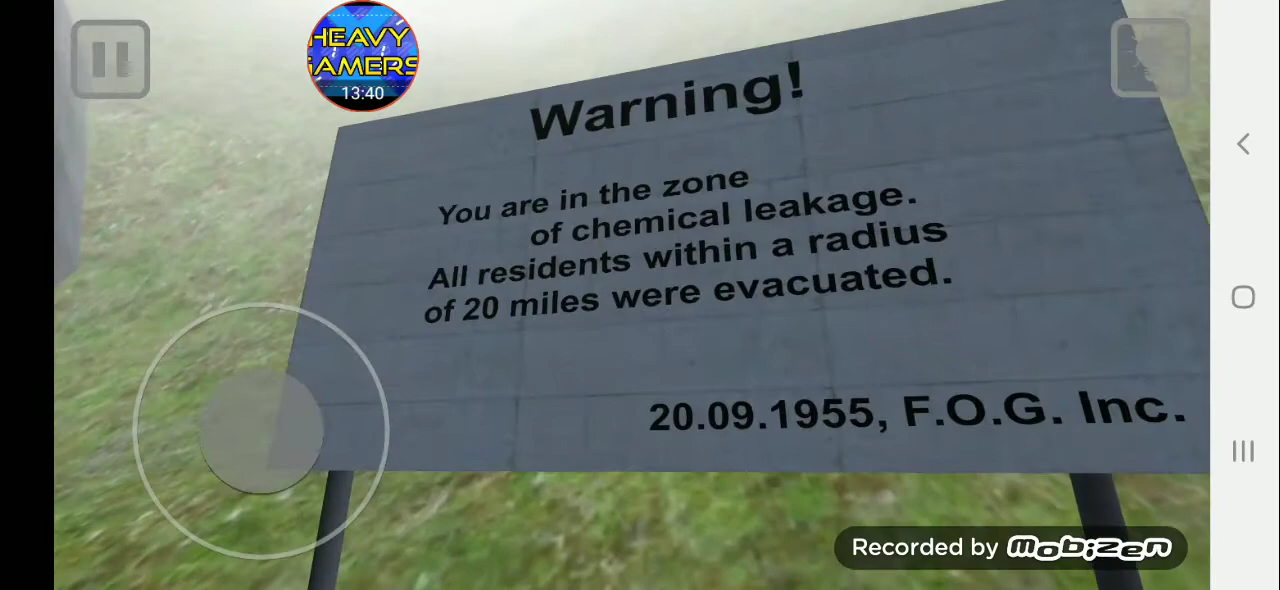 HEAVY
GAMERS
13:40
Warning!
You are in the zone
of chemical leakage.
All residents within a radius
of 20 miles were evacuated.
20.09.1955, F.O.G. Inc.
Recorded by mobizen